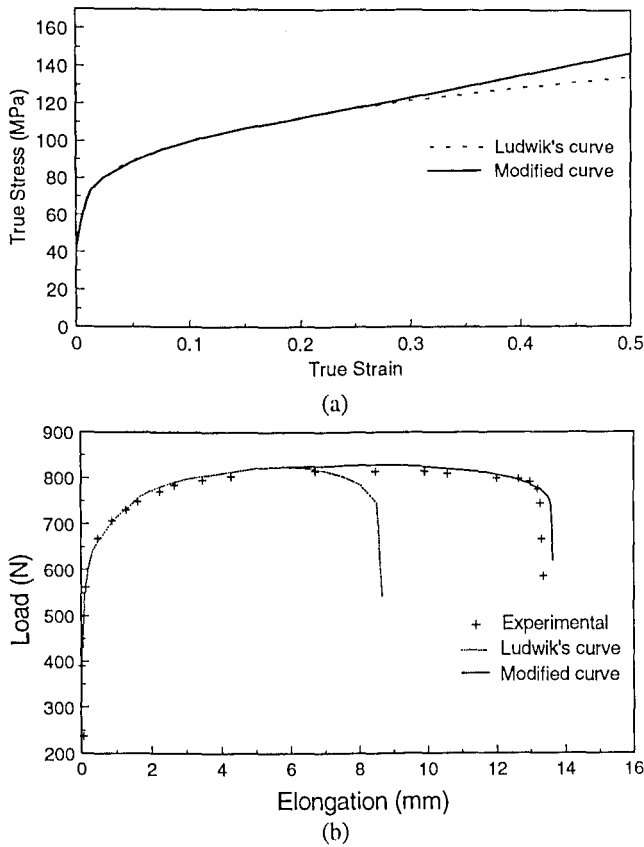 160
140
120
100
80
60
40
20
0
True Stress (MPa)
Ludwik's curve
Modified curve
0 0.1 0.2 0.3 0.4 0.5
True Strain
(a)
900
800
700
600
500
400
300
200
Load (N)
Experimental
Ludwik's curve
Modified curve
0 2 4 6 8 10 12 14 16
Elongation (mm)
(b)